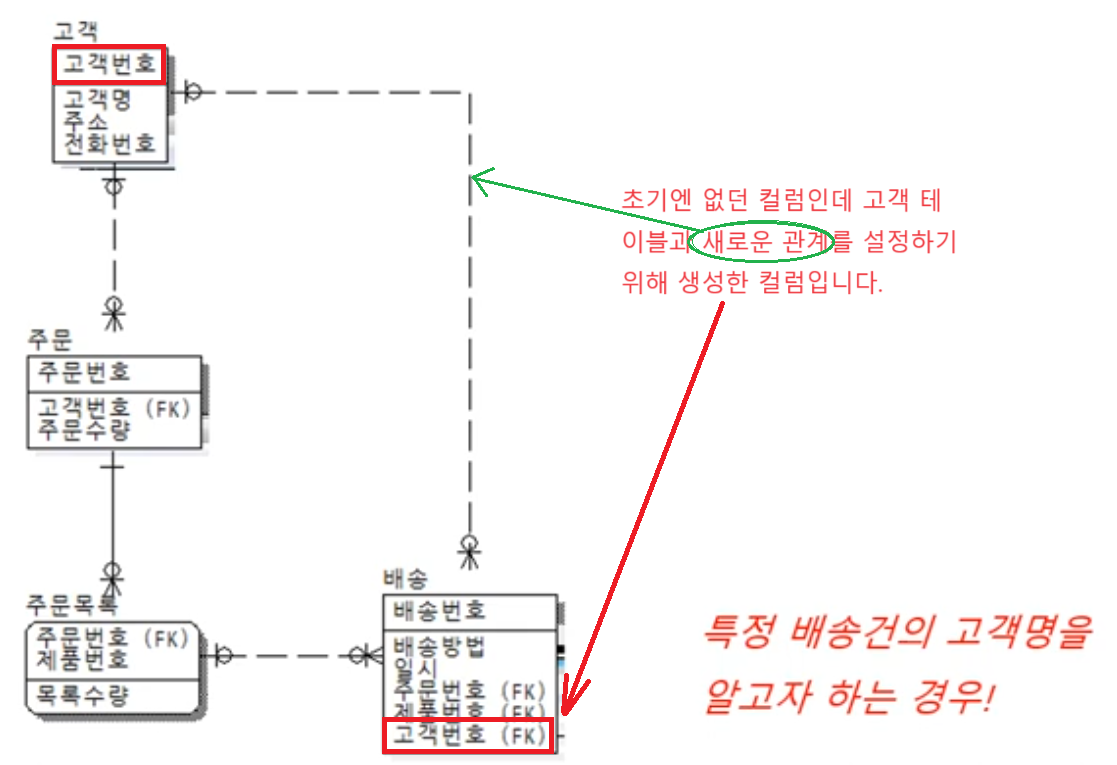 고객
고객번호
고객명
주소
전화번호
초기엔 없던 컬럼인데 고객 테
이블과 새로운 관계를 설정하기
위해 생성한 컬럼입니다.
주문
주문번호
고객번호 (FK)
주문수량
주문목록
주문번호 (FK)
제품번호
목록수량
배송
배송번호
배송방법
일시
주문번호 (FK)
제품번호 (FK)
고객번호 (FK)
특정 배송건의 고객명을
알고자 하는 경우!